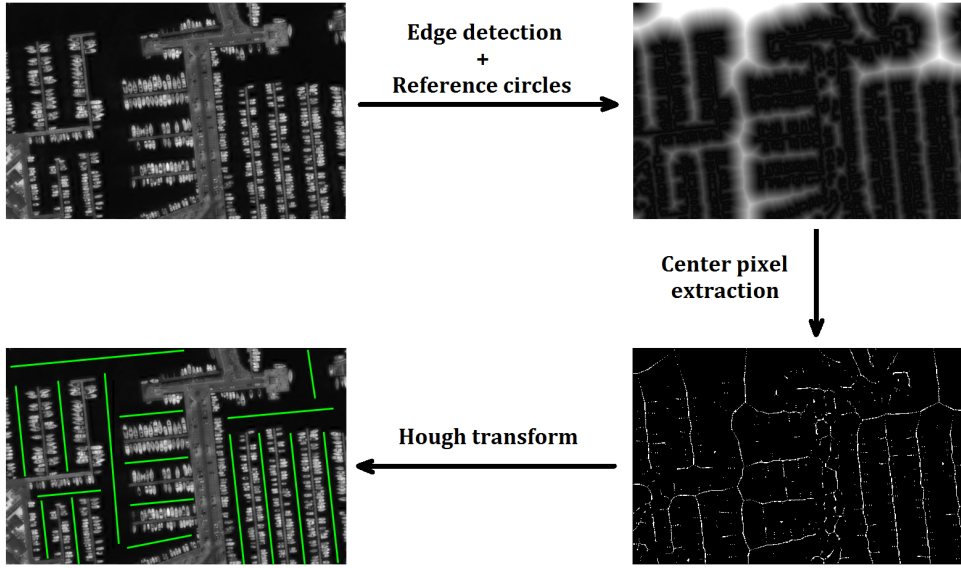 Edge detection
+
Reference circles
Center pixel
extraction
Hough transform